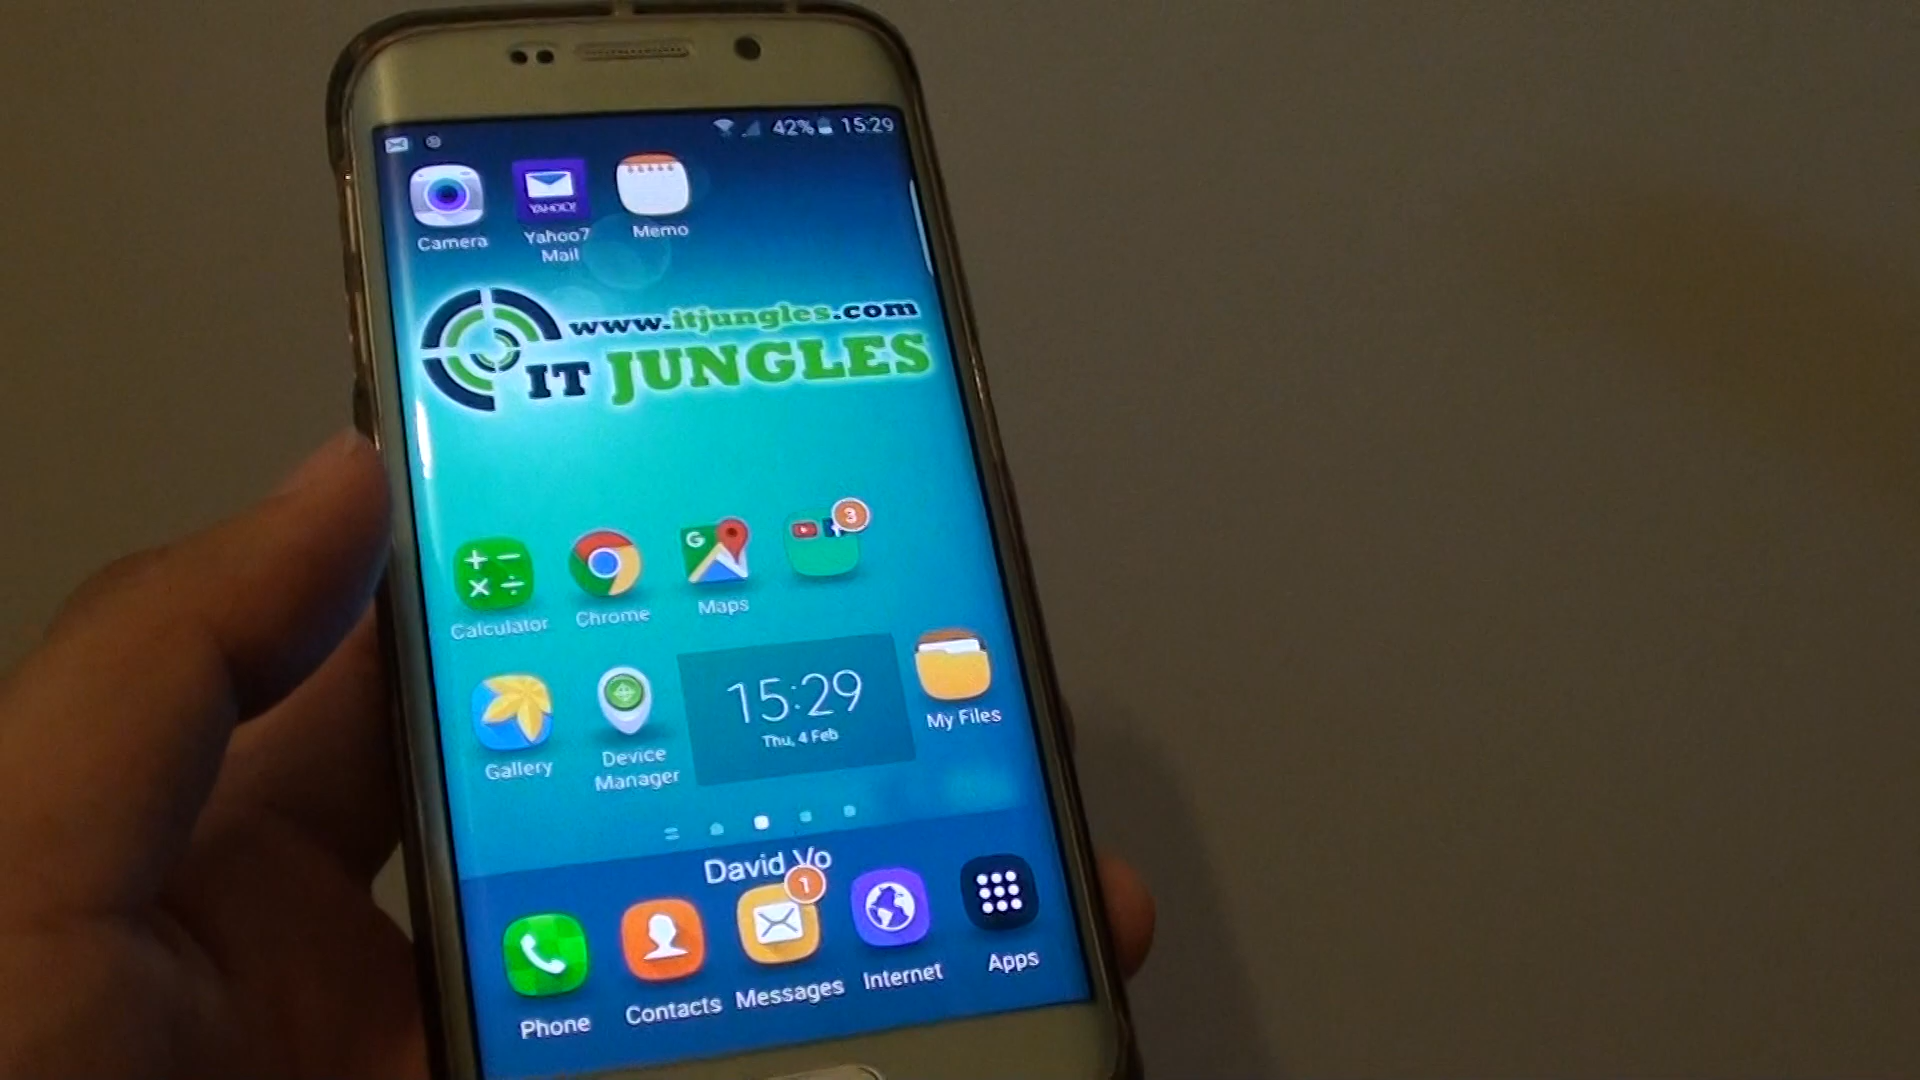 42% 15:29
Camera
Yahoo7
Mail
Memo
YAHOO!
www.itjungles.com
IT JUNGLES
3
G
Calculator
Chrome
Maps
15:29
Thu, 4 Feb
Gallery
Device
Manager
My Files
David Vo
1
Phone
Contacts
Messages
Internet
Apps